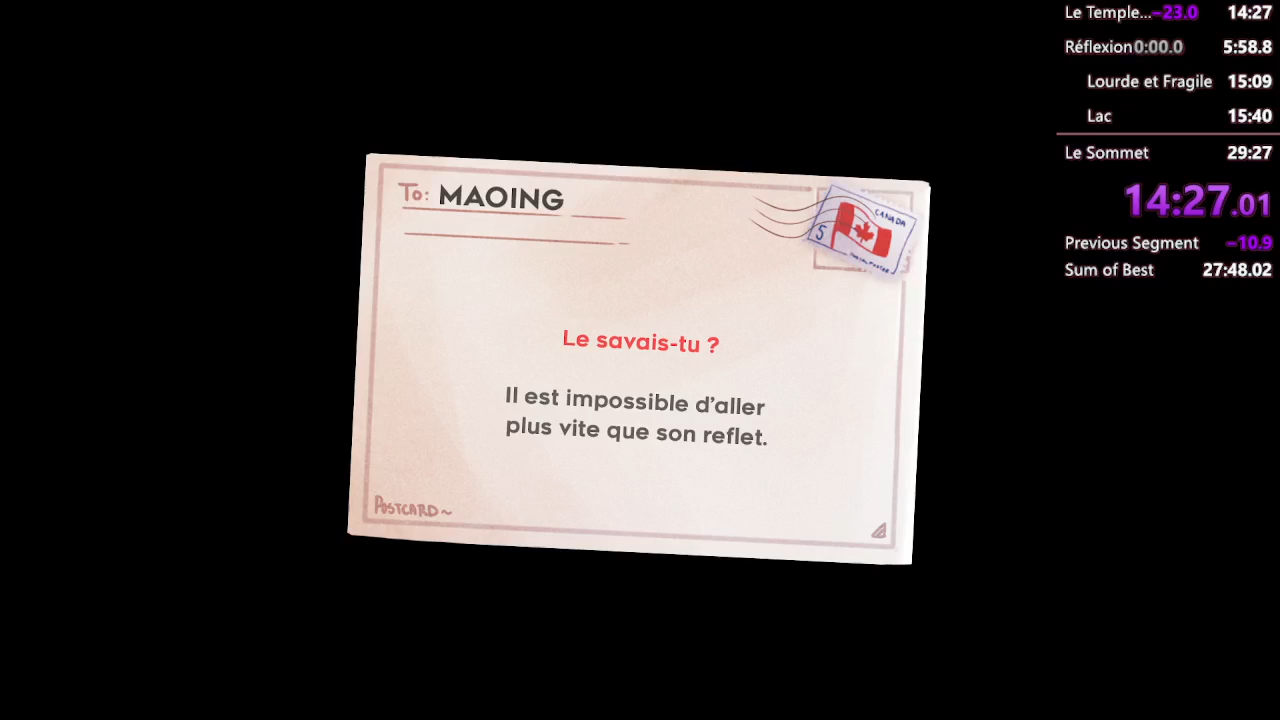 Le Temple... -23.0 14:27
Réflexion 0:00.0 5:58.8
Lourde et Fragile 15:09
Lac 15:40
Le Sommet 29:27
14:27.01
Previous Segment -10.9
Sum of Best 27:48.02
To: MAOING
CANADA
5
Le savais-tu ?
Il est impossible d'aller
plus vite que son reflet.
POSTCARD~